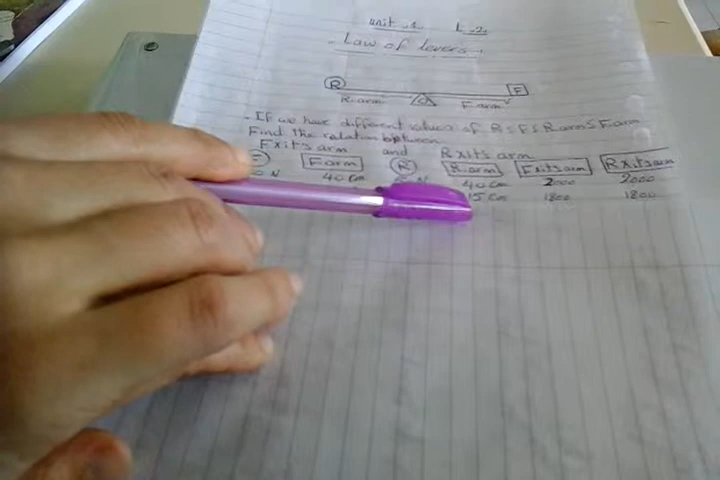 unit 1 L 2
Law of levers
R F
R.arm F.arm
- If we have different values of R & F & R.arm & F.arm
Find the relation between
F x its arm and R x its arm
F F.arm R R.arm F x its arm R x its arm
N 40 cm 40 cm 2000 2000
15 cm 1800 1800